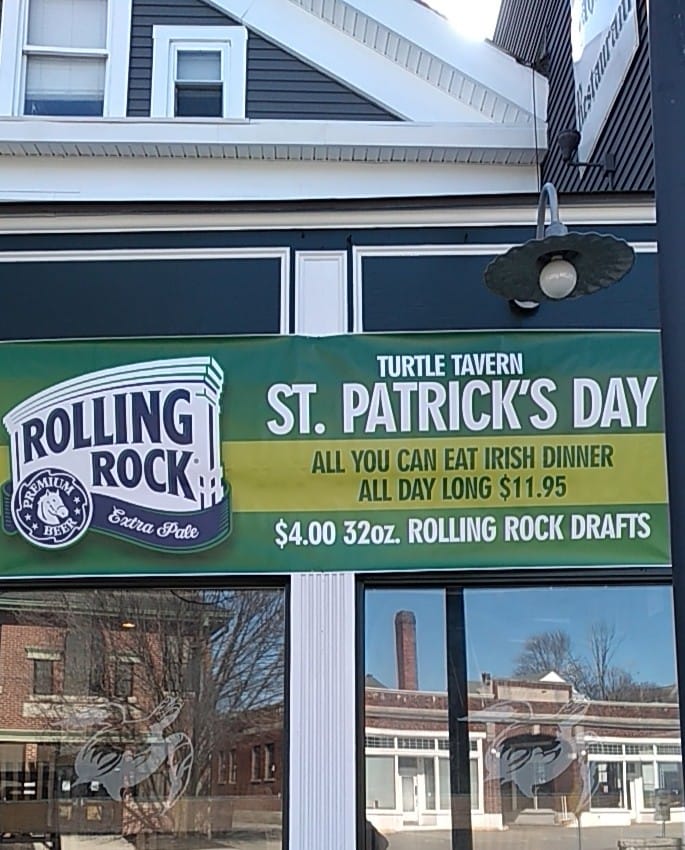 Restaurant
ROLLING
ROCK
PREMIUM
BEER
Extra Pale
TURTLE TAVERN
ST. PATRICK'S DAY
ALL YOU CAN EAT IRISH DINNER
ALL DAY LONG $11.95
$4.00 32oz. ROLLING ROCK DRAFTS